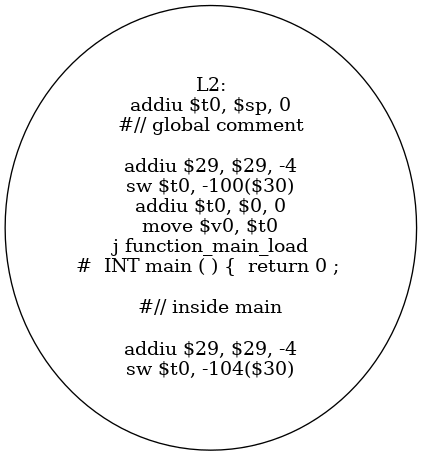 L2:
addiu $t0, $sp, 0
#// global comment
addiu $29, $29, -4
sw $t0, -100($30)
addiu $t0, $0, 0
move $v0, $t0
j function_main_load
#  INT main ( ) {  return 0 ;
#// inside main
addiu $29, $29, -4
sw $t0, -104($30)